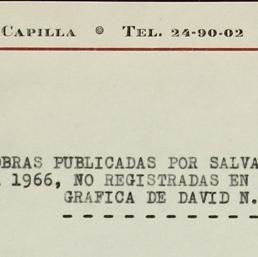 CAPILLA ® TEL. 24-90-02
OBRAS PUBLICADAS POR SALVA
1966, NO REGISTRADAS EN
GRAFICA DE DAVID N.